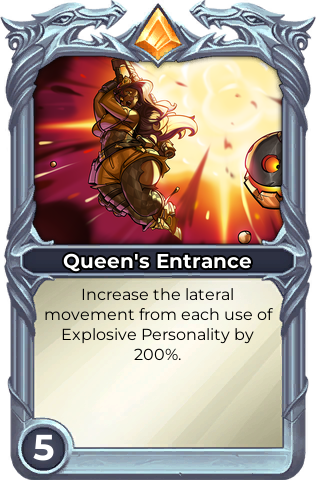 Queen's Entrance
Increase the lateral
movement from each use of
Explosive Personality by
200%.
5